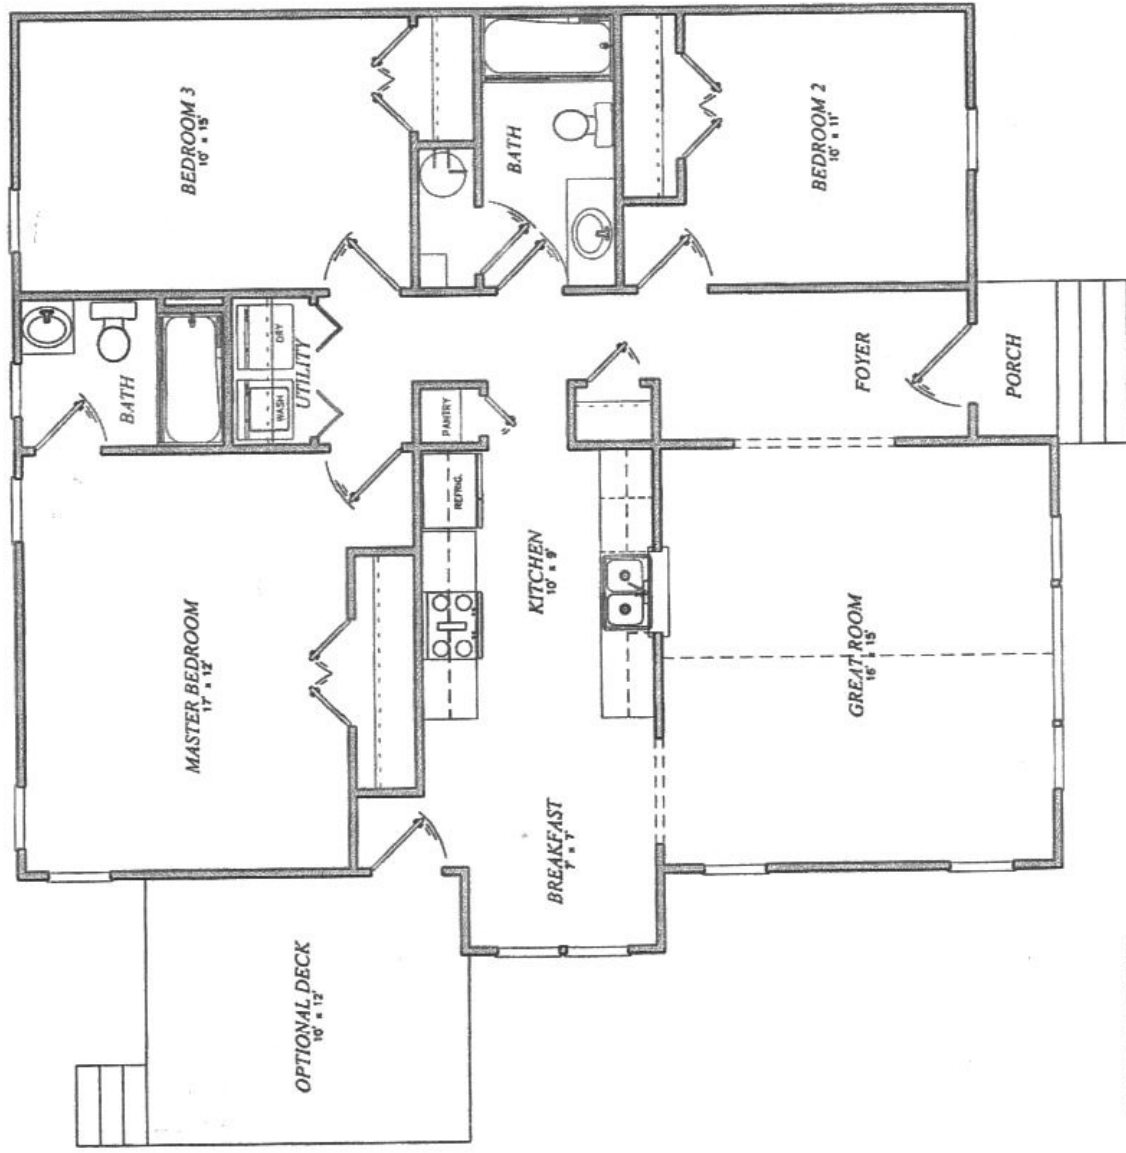 BEDROOM 3
10' x 15'
BATH
BEDROOM 2
10' x 11'
BATH
DRY
WASH
UTILITY
PANTRY
REFRIG.
FOYER
PORCH
MASTER BEDROOM
17' x 12'
KITCHEN
10' x 9'
GREAT ROOM
16' x 15'
BREAKFAST
7' x 7'
OPTIONAL DECK
10' x 12'